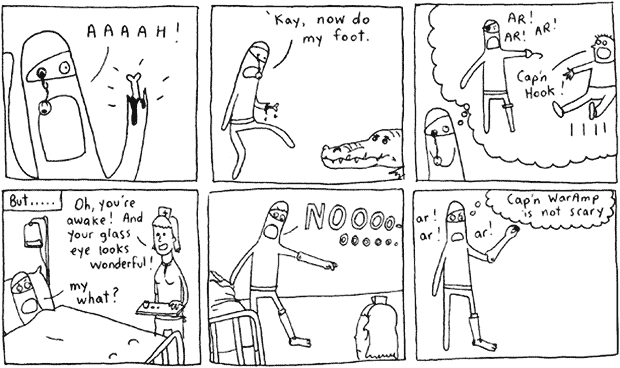 AAAAH!
'Kay, now do
my foot.
AR!
AR! AR!
Cap'n
Hook!
But.....
Oh, you're
awake! And
your glass
eye looks
wonderful!
my
what?
NOOOO..
ooooo..
ar!
ar!
ar!
Cap'n WarAmp
is not scary